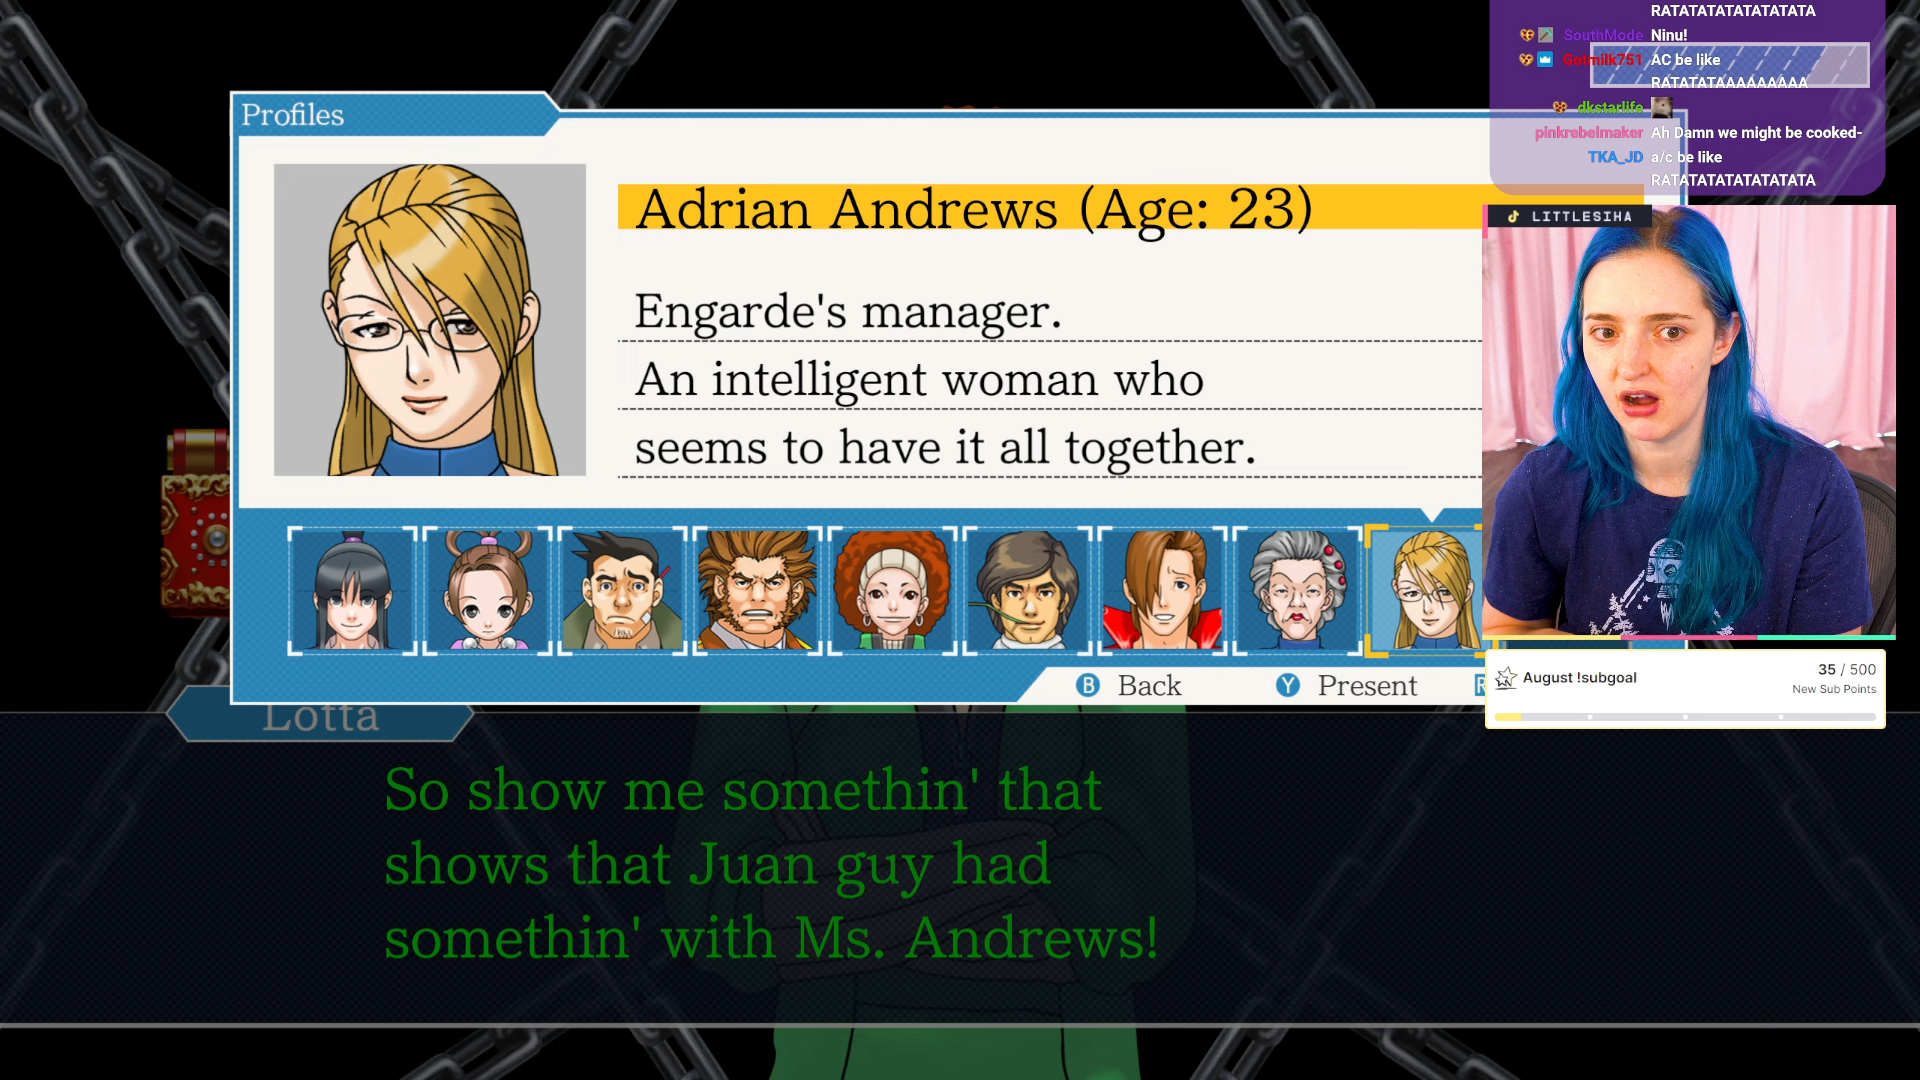 Profiles
Adrian Andrews (Age: 23)
Engarde's manager.
An intelligent woman who
seems to have it all together.
B Back
Y Present
R
Lotta
So show me somethin' that
shows that Juan guy had
somethin' with Ms. Andrews!
RATATATATATATATATA
SouthMode Ninu!
Gotmilk751 AC be like
RATATATAAAAAAAAA
dkstarlife
pinkrebelmaker Ah Damn we might be cooked-
TKA_JD a/c be like
RATATATATATATATATA
LITTLESIHA
August !subgoal
35 / 500
New Sub Points